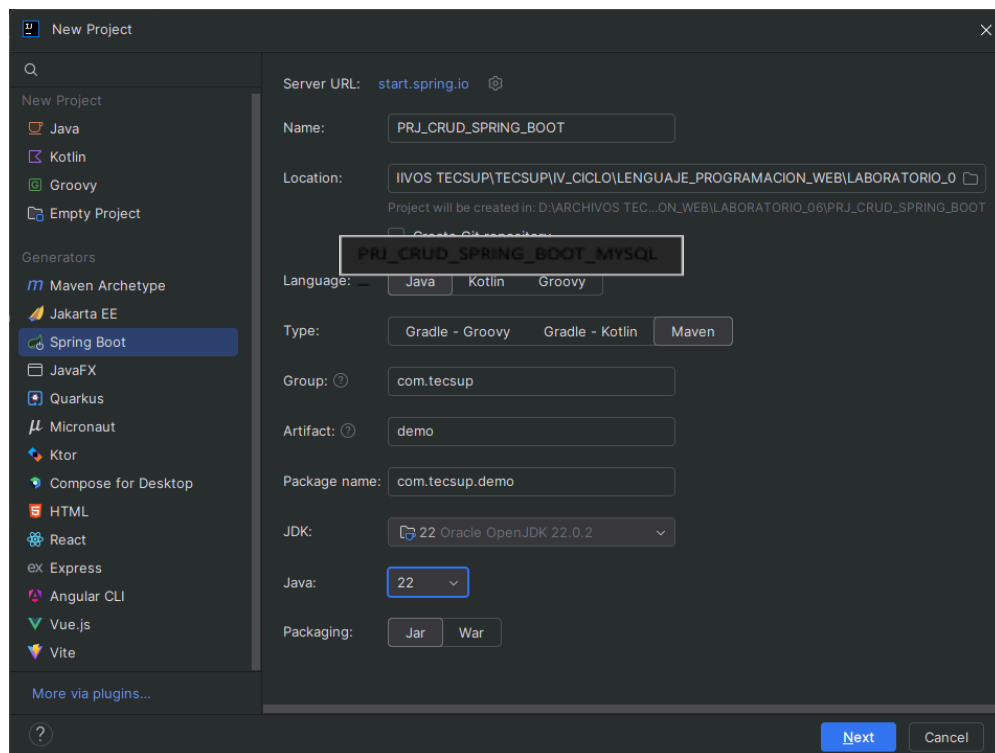 New Project
Server URL: start.spring.io
New Project
Name: PRJ_CRUD_SPRING_BOOT
Java
Kotlin
Location: IIVOS TECSUP\TECSUP\IV_CICLO\LENGUAJE_PROGRAMACION_WEB\LABORATORIO_0
Groovy
Project will be created in: D:\ARCHIVOS TEC...ON_WEB\LABORATORIO_06\PRJ_CRUD_SPRING_BOOT
Empty Project
Create Git repository
PRJ_CRUD_SPRING_BOOT_MYSQL
Generators
Language: Java Kotlin Groovy
Maven Archetype
Jakarta EE
Type: Gradle - Groovy Gradle - Kotlin Maven
Spring Boot
JavaFX
Group: ? com.tecsup
Quarkus
Micronaut
Artifact: ? demo
Ktor
Package name: com.tecsup.demo
Compose for Desktop
HTML
JDK: 22 Oracle OpenJDK 22.0.2
React
Express
Java: 22
Angular CLI
Vue.js
Packaging: Jar War
Vite
More via plugins...
? Next Cancel